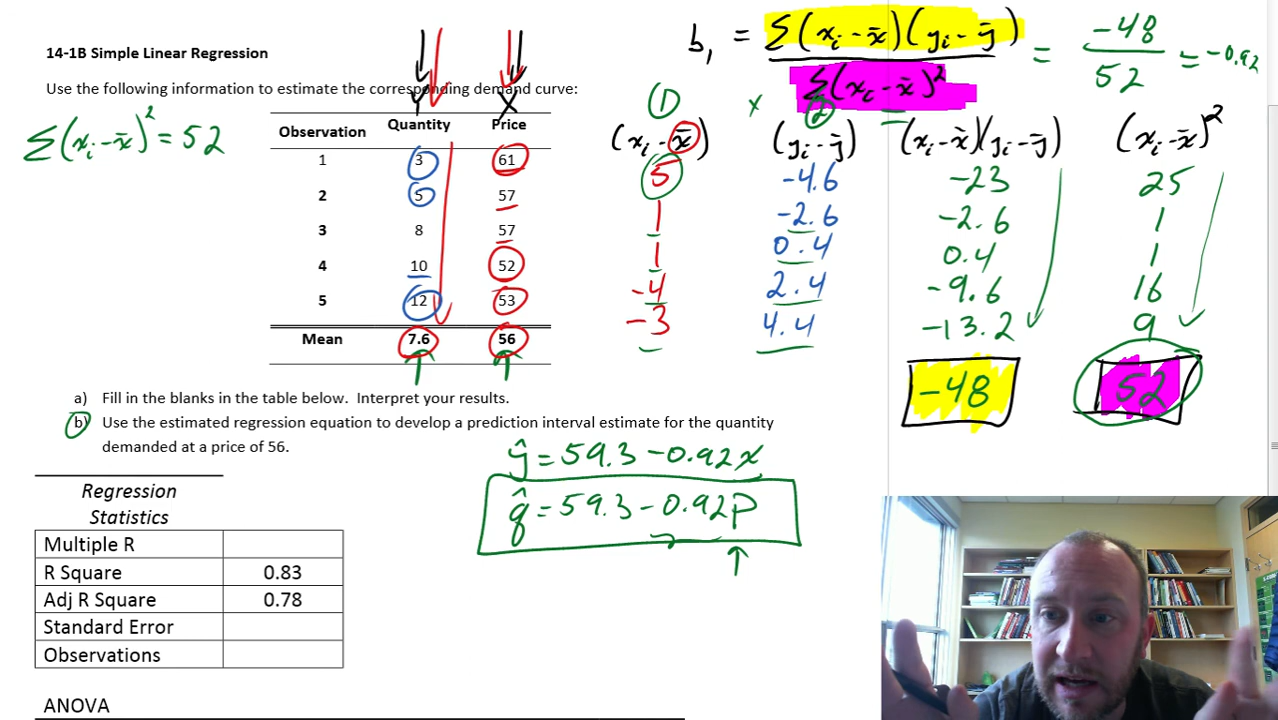 14-1B Simple Linear Regression
Use the following information to estimate the corresponding demand curve:
Σ(xᵢ-x̄)²=52
Y X
Observation Quantity Price
1 3 61
2 5 57
3 8 57
4 10 52
5 12 53
Mean 7.6 56
b₁ = Σ(xᵢ-x̄)(yᵢ-ȳ) / Σ(xᵢ-x̄)² = -48/52 = -0.92
① x ② =
(xᵢ-x̄) (yᵢ-ȳ) (xᵢ-x̄)(yᵢ-ȳ) (xᵢ-x̄)²
5 -4.6 -23 25
1 -2.6 -2.6 1
1 0.4 0.4 1
-4 2.4 -9.6 16
-3 4.4 -13.2 9
-48 52
a) Fill in the blanks in the table below. Interpret your results.
b) Use the estimated regression equation to develop a prediction interval estimate for the quantity
demanded at a price of 56.
ŷ = 59.3 - 0.92x
q̂ = 59.3 - 0.92P
Regression
Statistics
Multiple R
R Square 0.83
Adj R Square 0.78
Standard Error
Observations
ANOVA